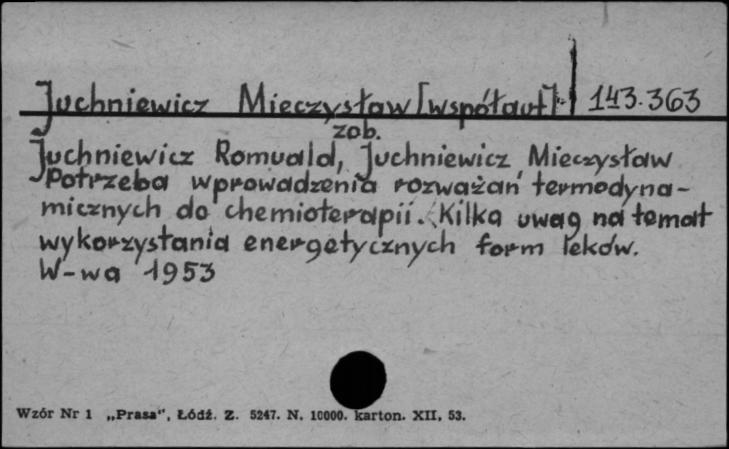 Juchniewicz Mieczysław [współaut] 143.363
zob.
Juchniewicz Romuald, Juchniewicz Mieczysław
Potrzeba wprowadzenia rozważań termodyna-
micznych do chemioterapii. Kilka uwag na temat
wykorzystania energetycznych form leków.
W-wa 1953
Wzór Nr 1 „Prasa", Łódź. Z. 5247. N. 10000. karton. XII. 53.